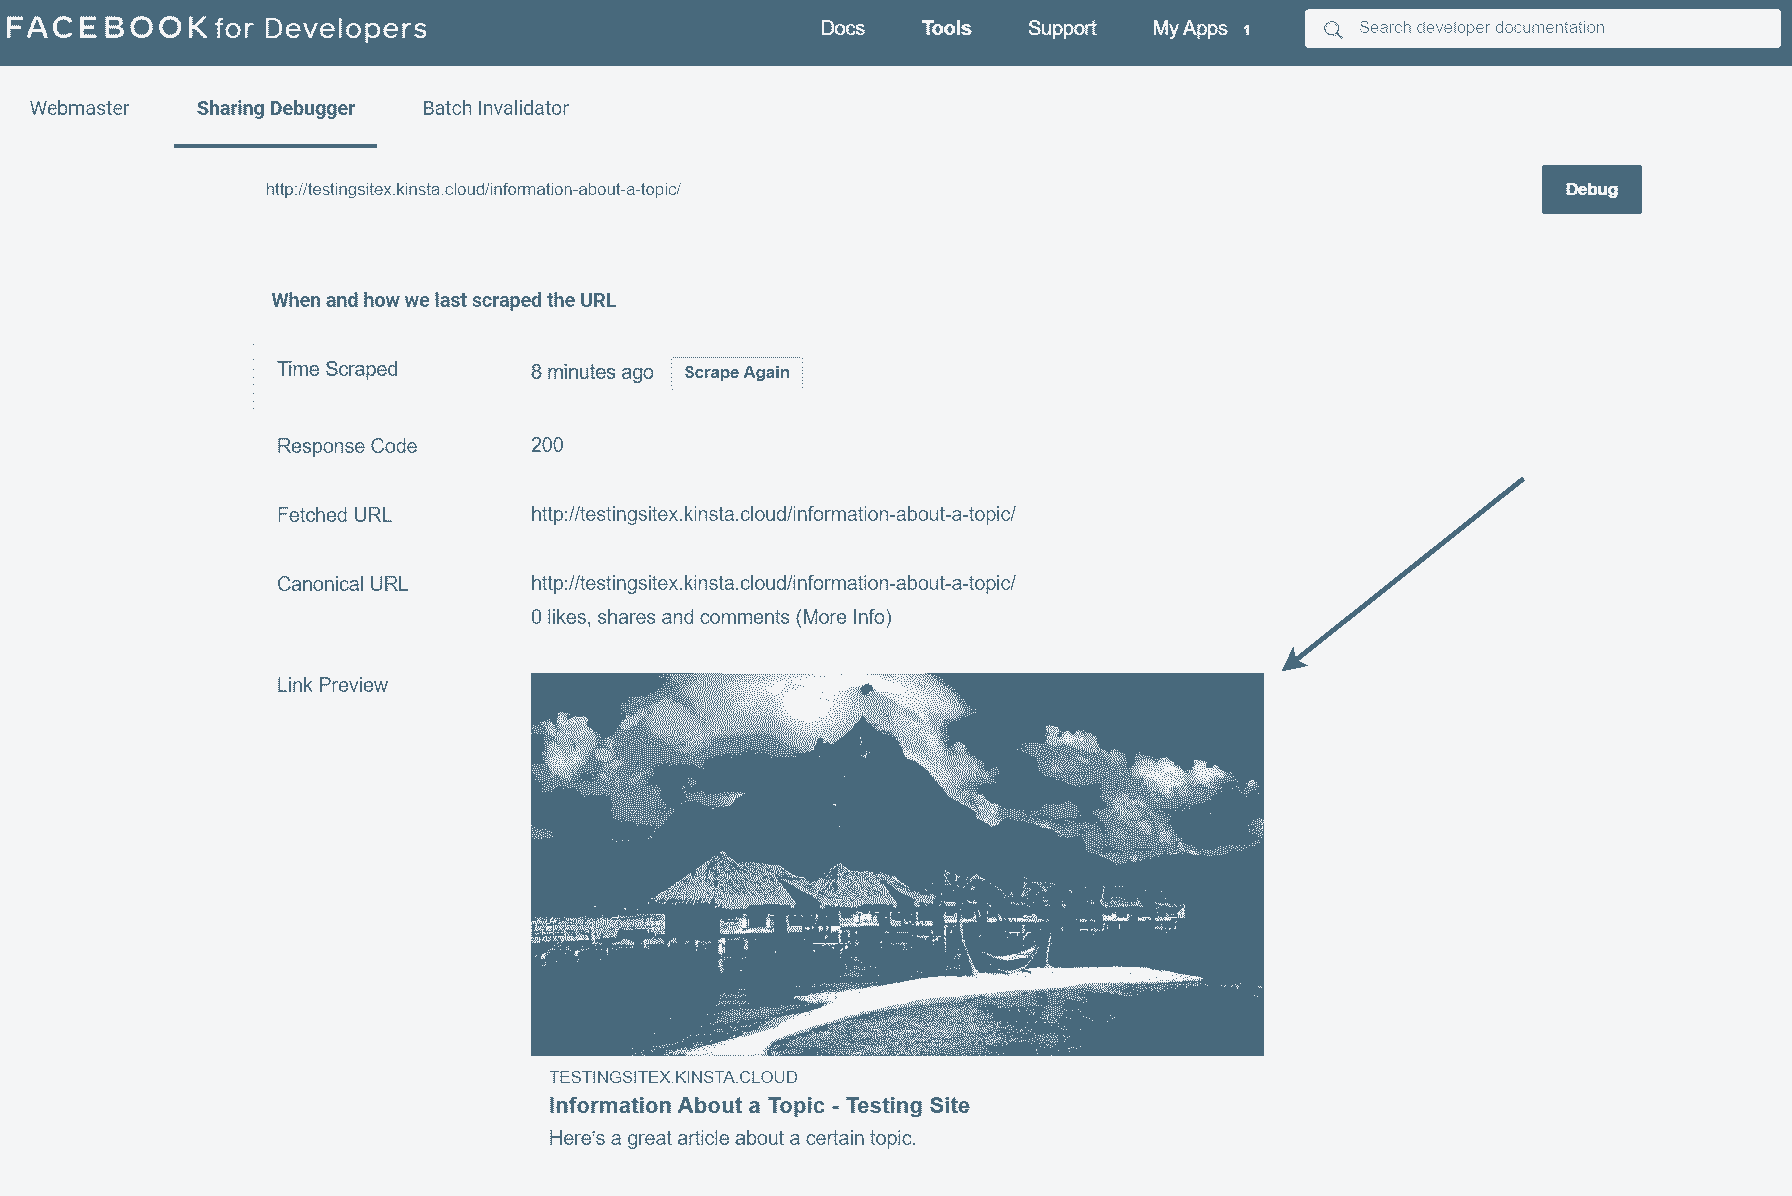 FACEBOOK for Developers
Docs Tools Support My Apps 1 Search developer documentation
Webmaster Sharing Debugger Batch Invalidator
http://testingsitex.kinsta.cloud/information-about-a-topic/ Debug
When and how we last scraped the URL
Time Scraped 8 minutes ago Scrape Again
Response Code 200
Fetched URL http://testingsitex.kinsta.cloud/information-about-a-topic/
Canonical URL http://testingsitex.kinsta.cloud/information-about-a-topic/
0 likes, shares and comments (More Info)
Link Preview
TESTINGSITEX.KINSTA.CLOUD
Information About a Topic - Testing Site
Here's a great article about a certain topic.